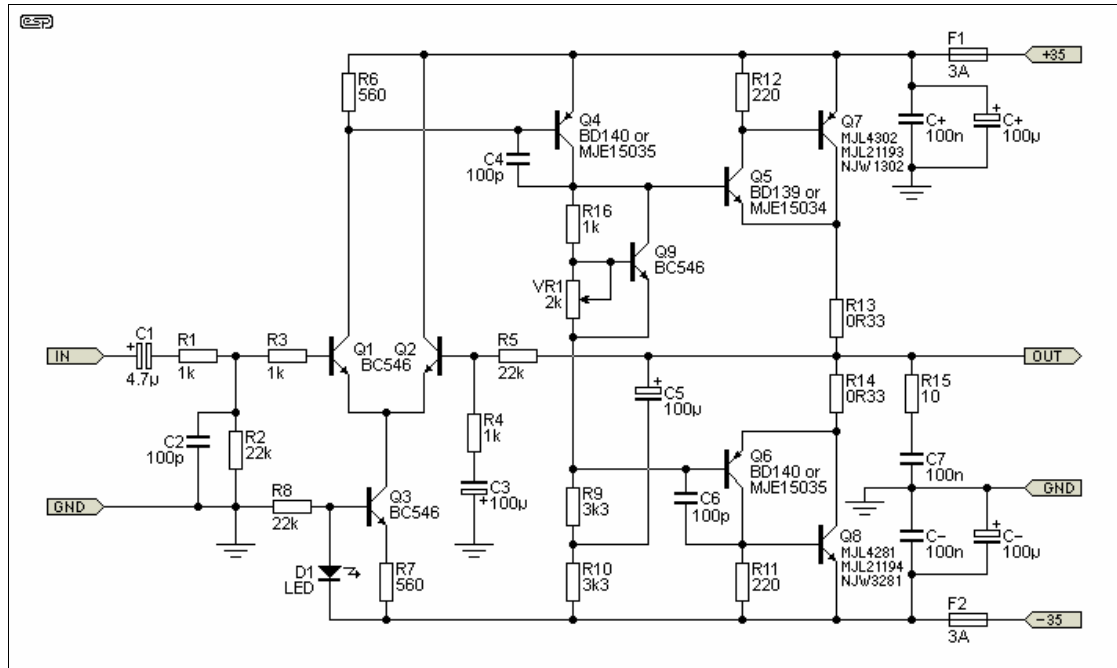 esp
F1
3A
+35
R6
560
R12
220
Q4
BD140 or
MJE15035
Q7
MJL4302
MJL21193
NJW1302
C+
100n
+
C+
100µ
C4
100p
Q5
BD139 or
MJE15034
R16
1k
Q9
BC546
VR1
2k
R13
0R33
IN
+
C1
4.7µ
R1
1k
R3
1k
Q1
Q2
BC546
R5
22k
OUT
+
C5
100µ
R14
0R33
R15
10
R4
1k
C2
100p
R2
22k
Q6
BD140 or
MJE15035
C7
100n
C3
+
100µ
GND
R8
22k
Q3
BC546
R9
3k3
C6
100p
GND
Q8
MJL4281
MJL21194
NJW3281
C-
100n
+
C-
100µ
D1
LED
R7
560
R10
3k3
R11
220
F2
3A
-35